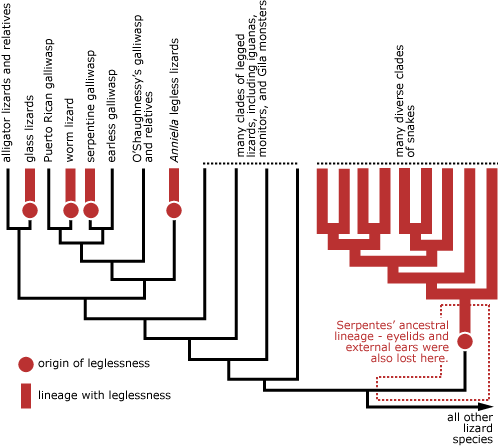 alligator lizards and relatives
glass lizards
Puerto Rican galliwasp
worm lizard
serpentine galliwasp
earless galliwasp
O'Shaughnessy's galliwasp
and relatives
Anniella legless lizards
many clades of legged
lizards, including iguanas,
monitors, and Gila monsters
many diverse clades
of snakes
Serpentes' ancestral
lineage - eyelids and
external ears were
also lost here.
origin of leglessness
lineage with leglessness
all other
lizard
species